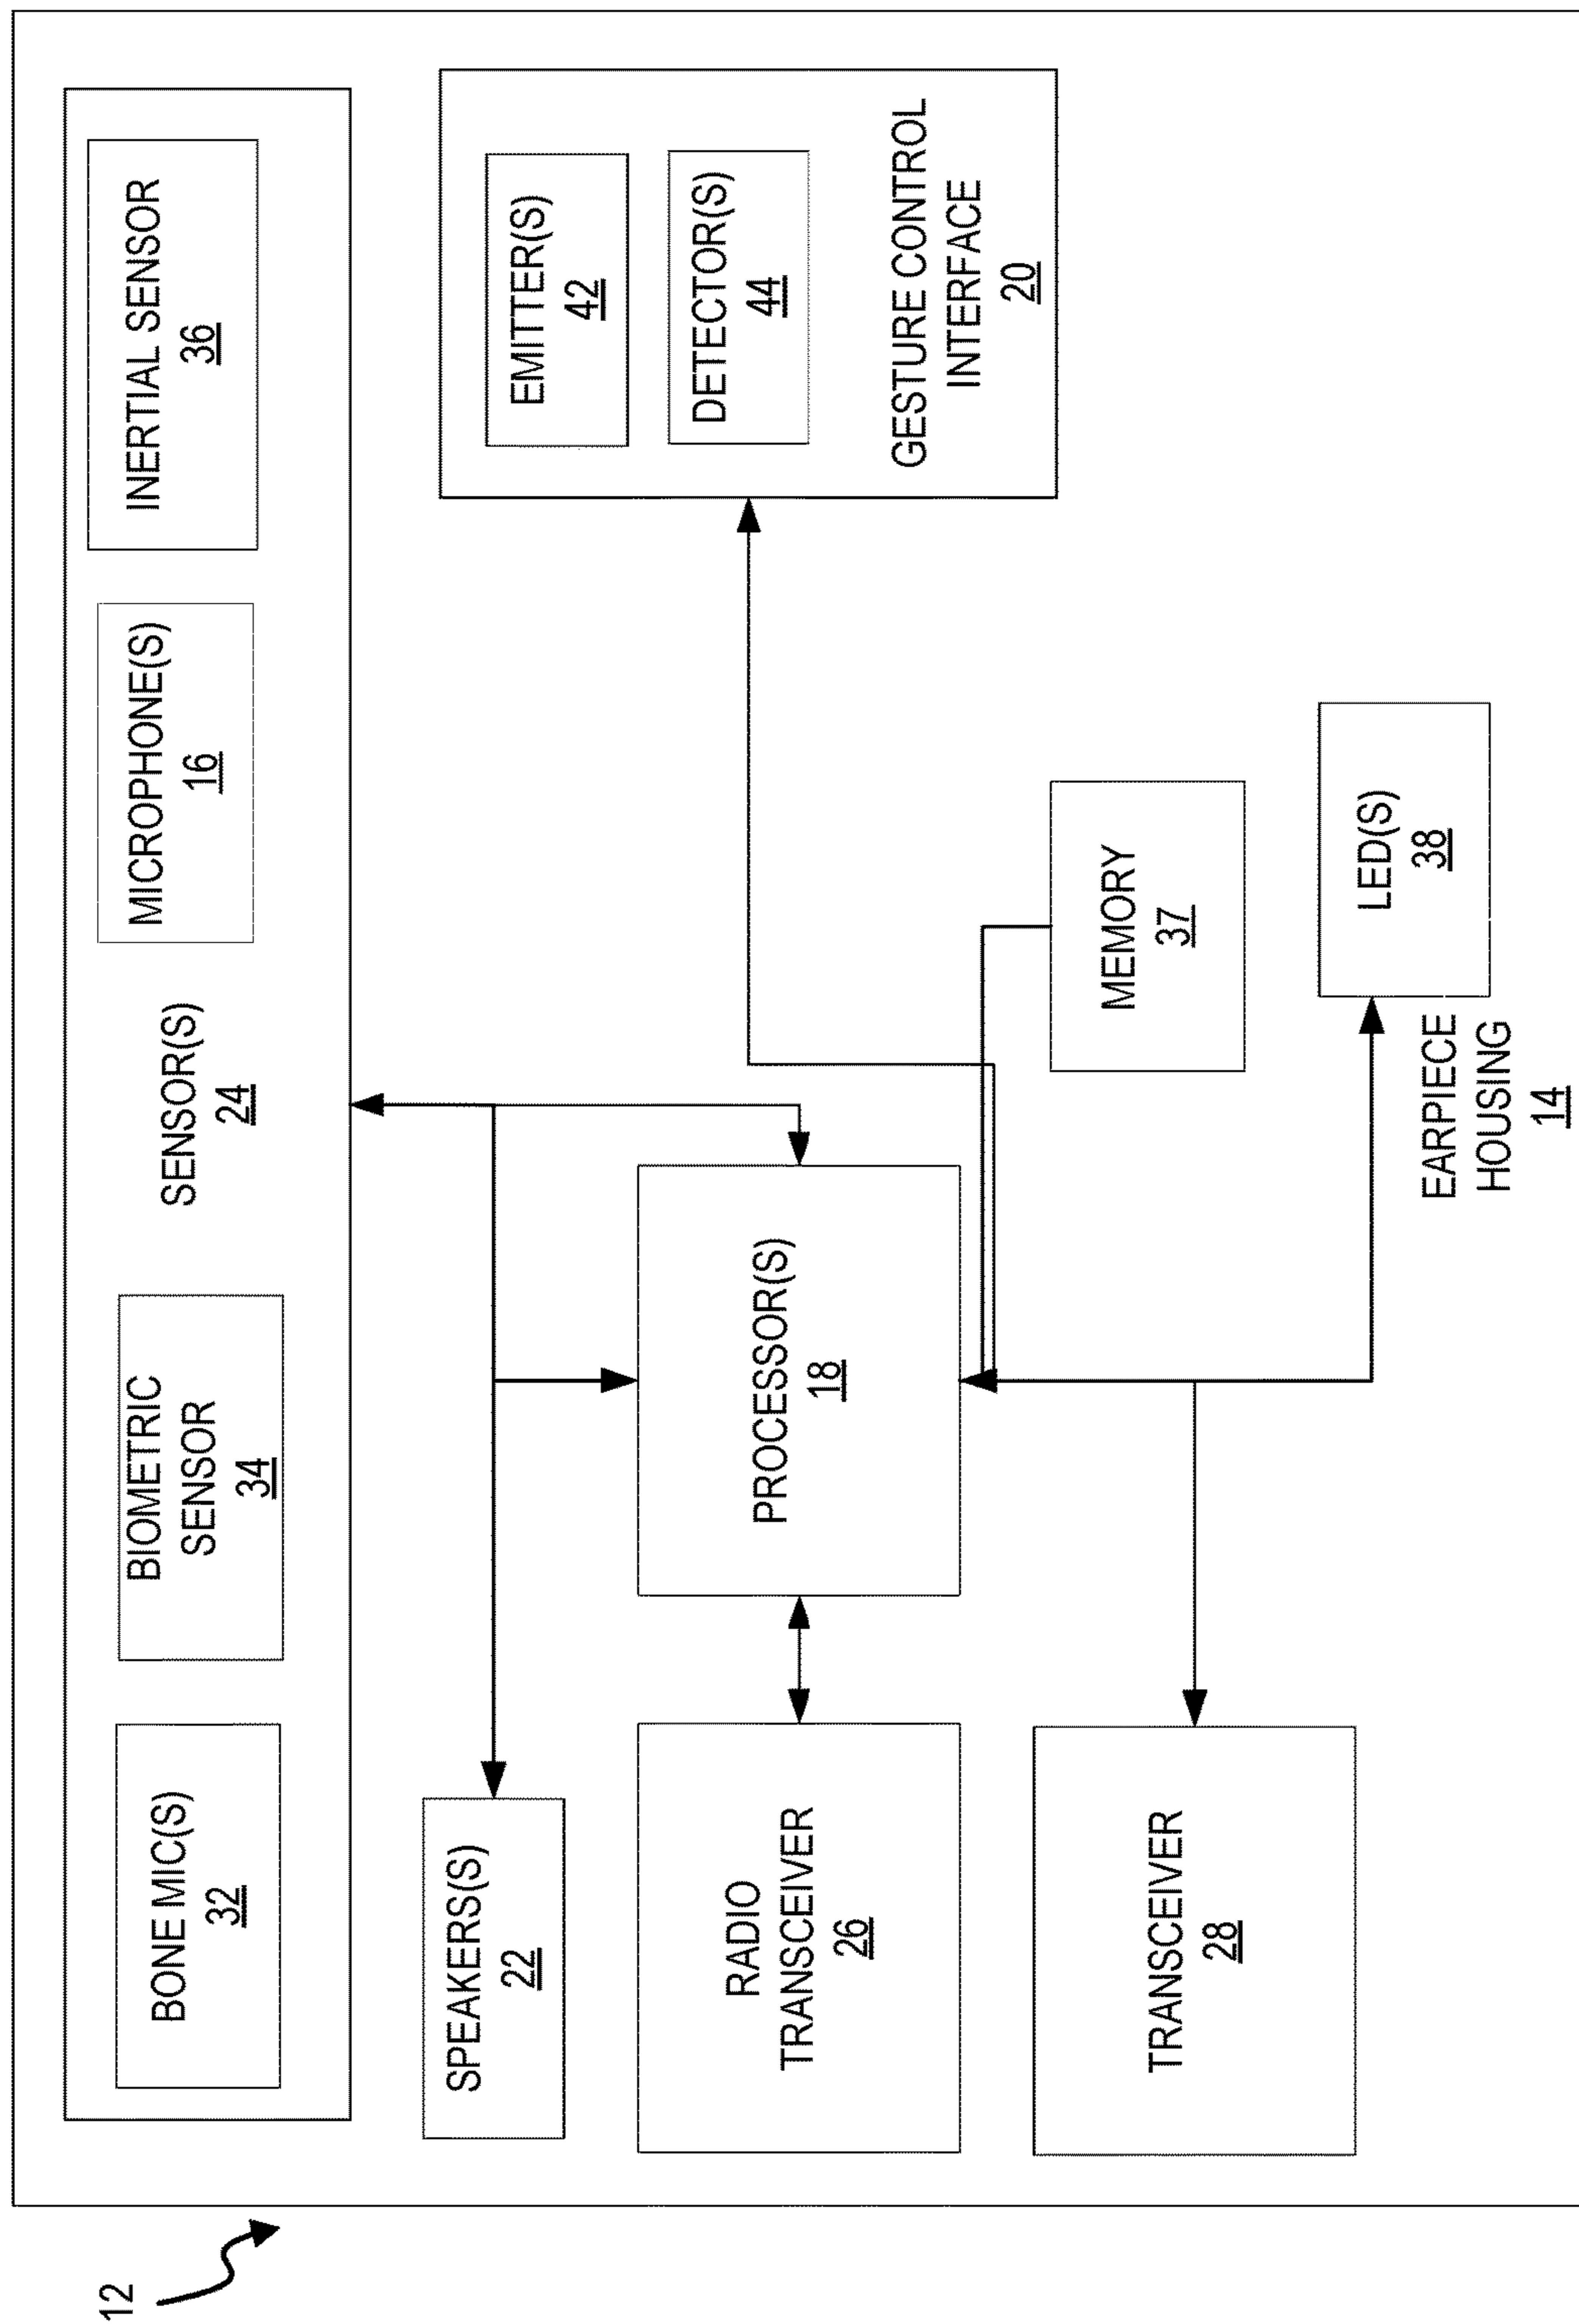 12
BONE MIC(S)
32
BIOMETRIC
SENSOR
34
SENSOR(S)
24
MICROPHONE(S)
16
INERTIAL SENSOR
36
SPEAKERS(S)
22
EMITTER(S)
42
DETECTOR(S)
44
GESTURE CONTROL
INTERFACE
20
RADIO
TRANSCEIVER
26
PROCESSOR(S)
18
TRANSCEIVER
28
MEMORY
37
LED(S)
38
EARPIECE
HOUSING
14